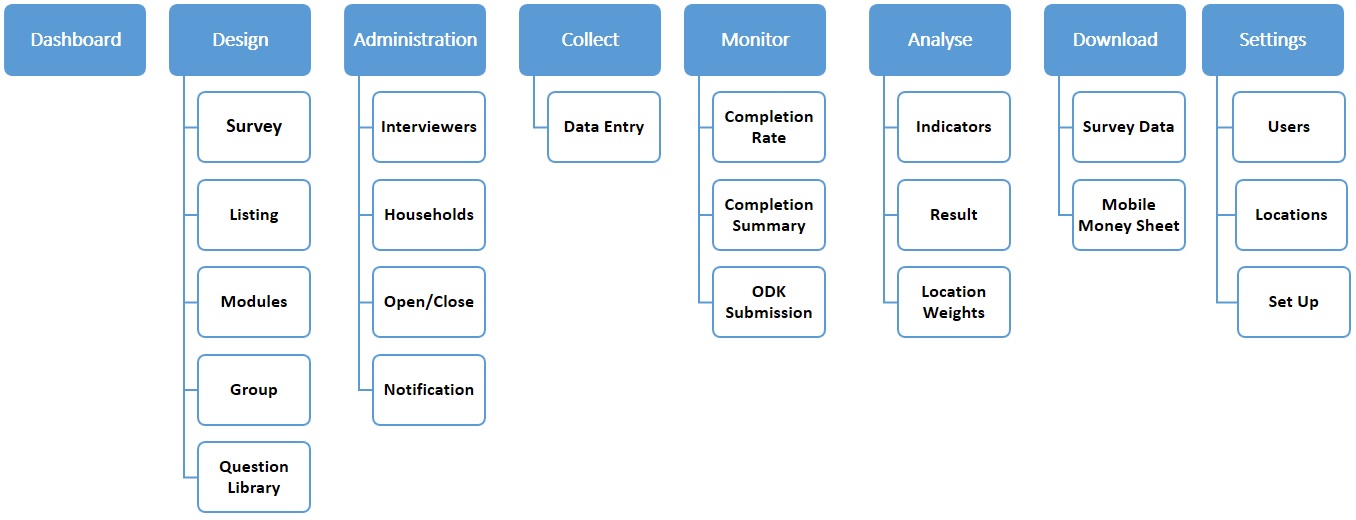 Dashboard
Design
Survey
Listing
Modules
Group
Question
Library
Administration
Interviewers
Households
Open/Close
Notification
Collect
Data Entry
Monitor
Completion
Rate
Completion
Summary
ODK
Submission
Analyse
Indicators
Result
Location
Weights
Download
Survey Data
Mobile
Money Sheet
Settings
Users
Locations
Set Up